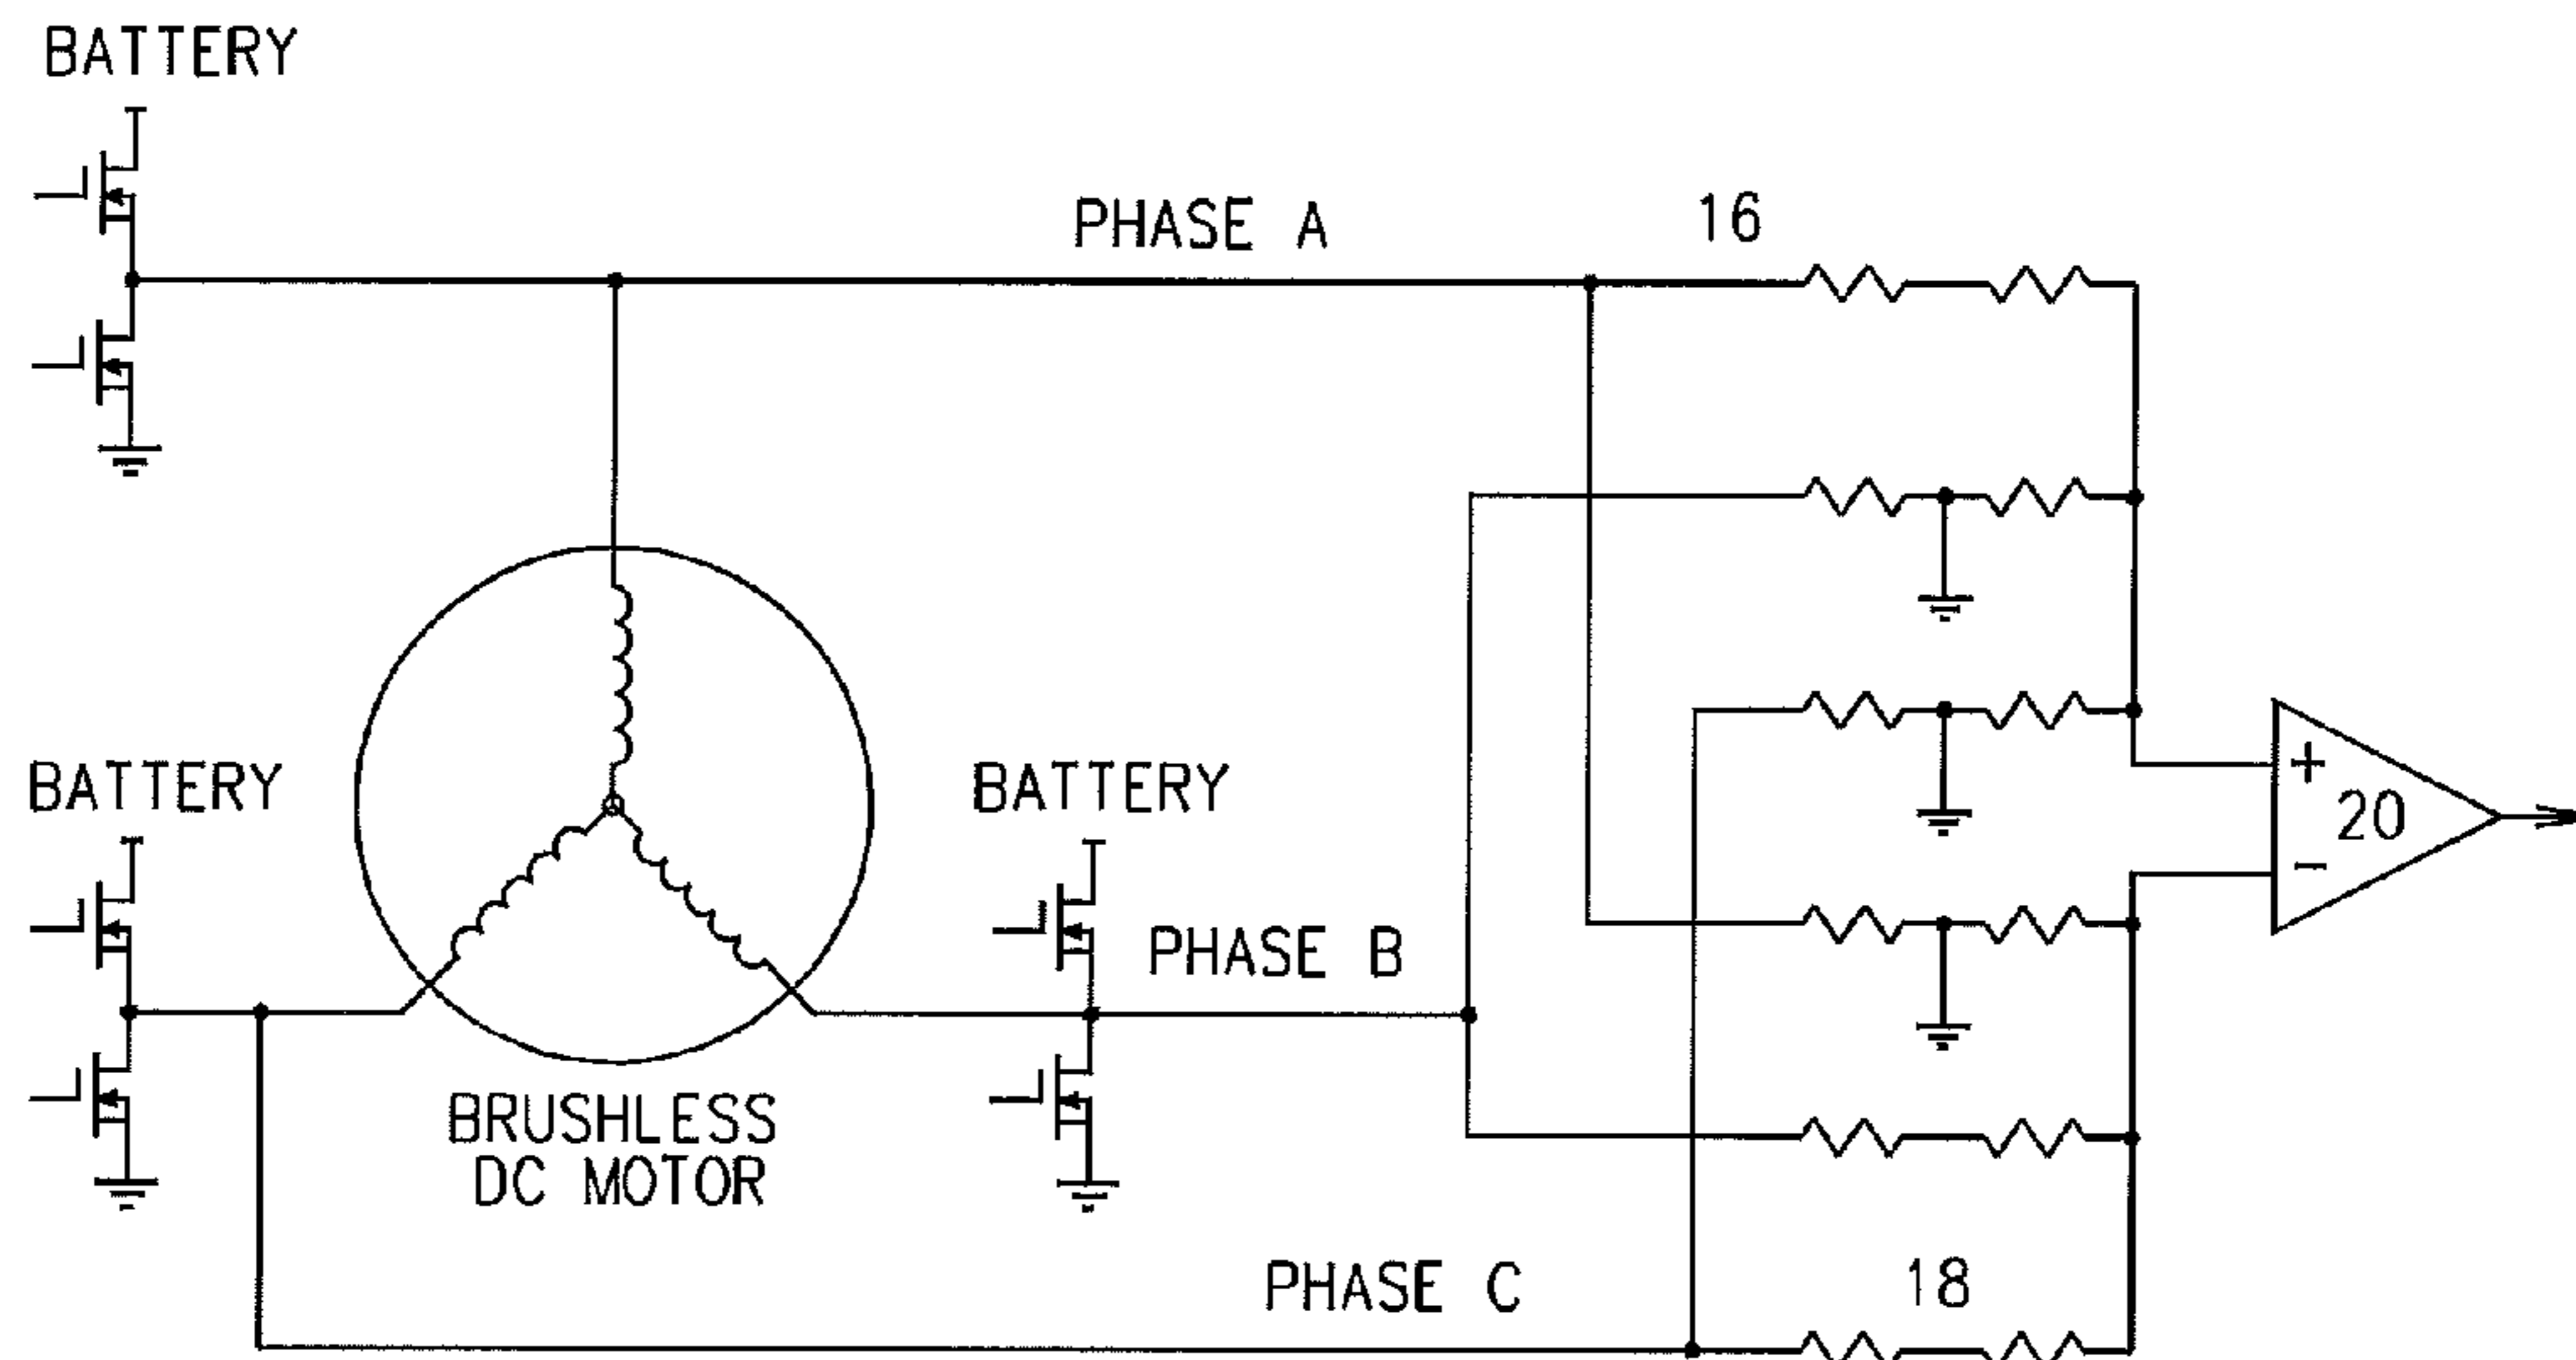 BATTERY
PHASE A
16
BATTERY
BATTERY
+
20
-
PHASE B
BRUSHLESS
DC MOTOR
PHASE C
18